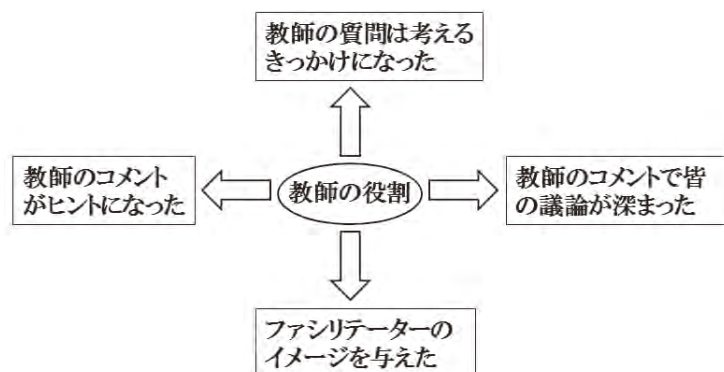 教師の質問は考える
きっかけになった
教師のコメント
がヒントになった
教師の役割
教師のコメントで皆
の議論が深まった
ファシリテーターの
イメージを与えた